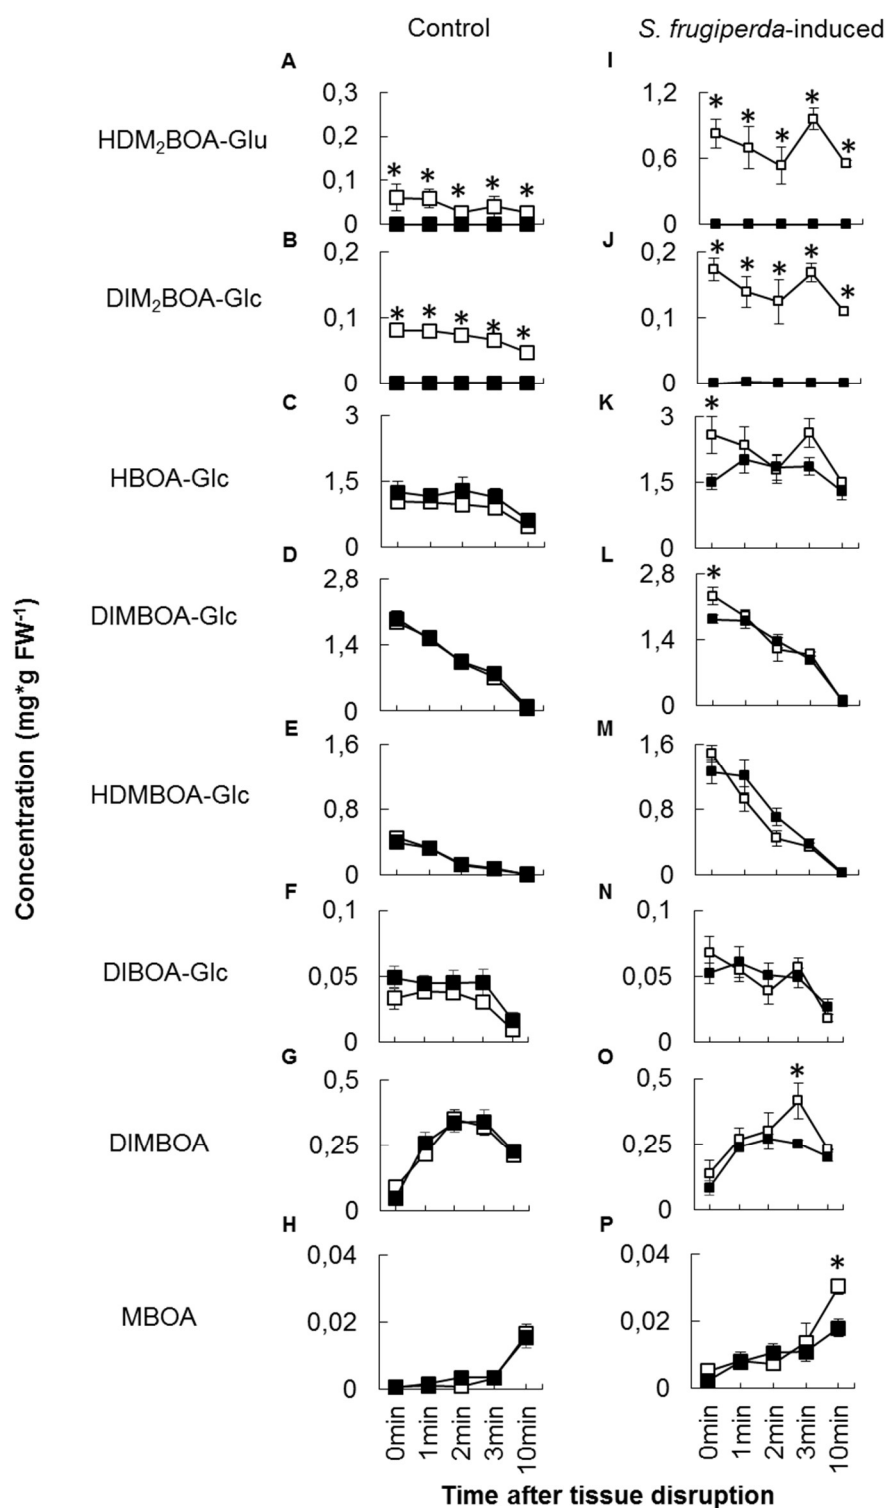 Control S. frugiperda-induced
A I
HDM₂BOA-Glu
0,3 1,2
0,2
0,1 0,6
0 0
* * * * * * * * * *
B J
DIM₂BOA-Glc
0,2 0,2
0,1 0,1
0 0
* * * * * * * * * *
C K
HBOA-Glc
3 3
1,5 1,5
0 0
*
D L
DIMBOA-Glc
2,8 2,8
1,4 1,4
0 0
*
E M
HDMBOA-Glc
1,6 1,6
0,8 0,8
0 0
F N
DIBOA-Glc
0,1 0,1
0,05 0,05
0 0
G O
DIMBOA
0,5 0,5
0,25 0,25
0 0
*
H P
MBOA
0,04 0,04
0,02 0,02
0 0
*
0min 1min 2min 3min 10min 0min 1min 2min 3min 10min
Time after tissue disruption
Concentration (mg*g FW⁻¹)